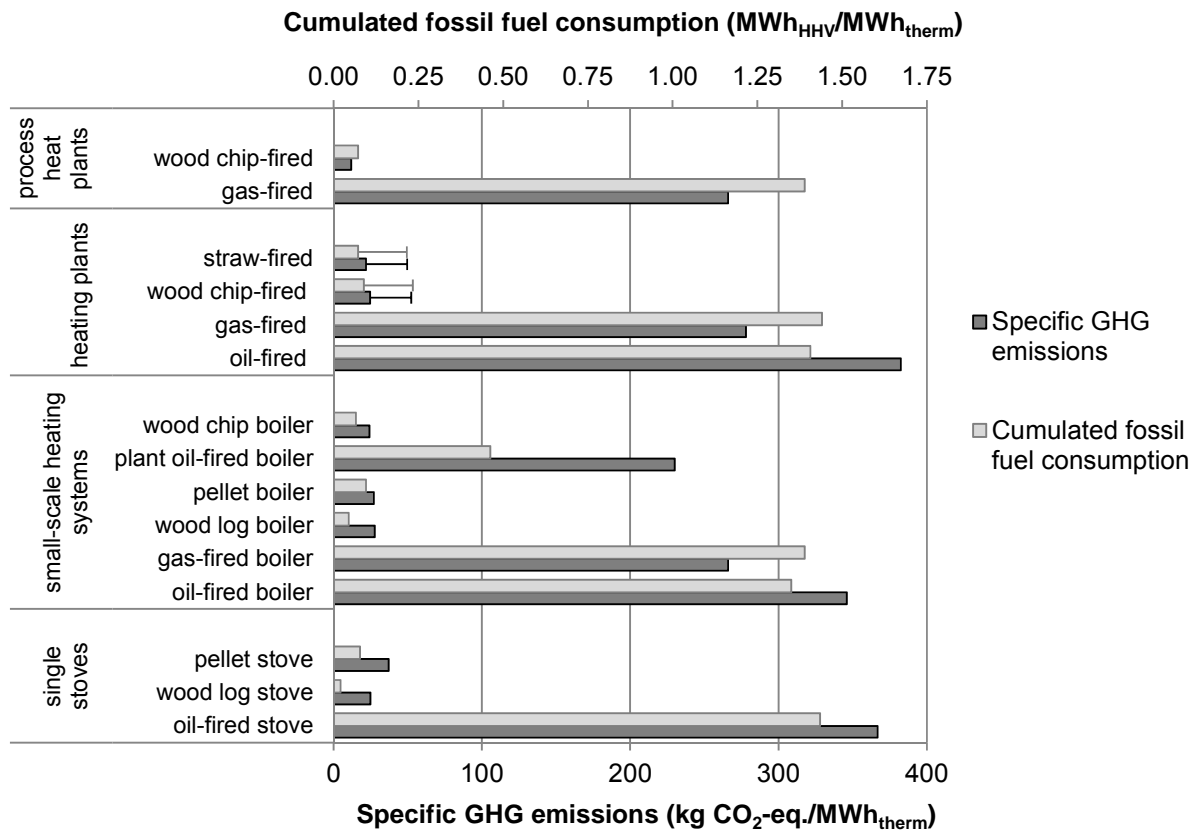 Cumulated fossil fuel consumption (MWhHHV/MWhtherm)
0.00 0.25 0.50 0.75 1.00 1.25 1.50 1.75
process
heat
plants
wood chip-fired
gas-fired
heating plants
straw-fired
wood chip-fired
gas-fired
oil-fired
small-scale heating
systems
wood chip boiler
plant oil-fired boiler
pellet boiler
wood log boiler
gas-fired boiler
oil-fired boiler
single
stoves
pellet stove
wood log stove
oil-fired stove
0 100 200 300 400
Specific GHG emissions (kg CO2-eq./MWhtherm)
Specific GHG
emissions
Cumulated fossil
fuel consumption